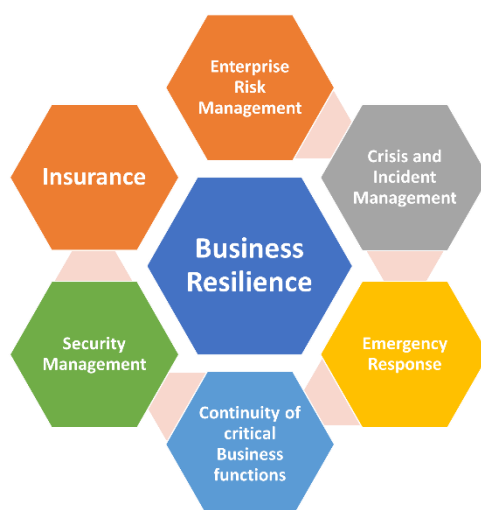 Enterprise
Risk
Management
Insurance
Crisis and
Incident
Management
Business
Resilience
Security
Management
Emergency
Response
Continuity of
critical
Business
functions